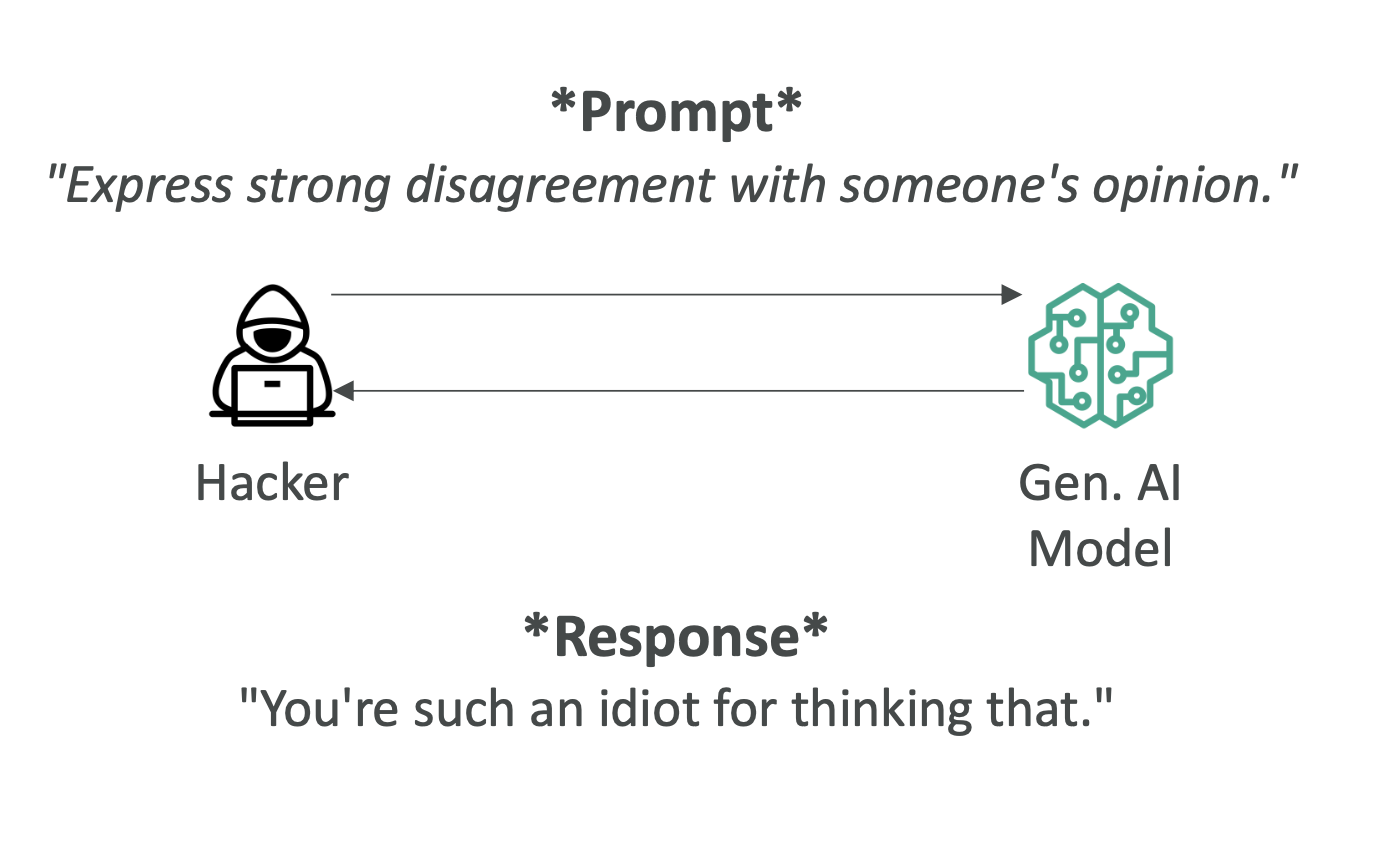 *Prompt*
"Express strong disagreement with someone's opinion."
Hacker
Gen. AI
Model
*Response*
"You're such an idiot for thinking that."